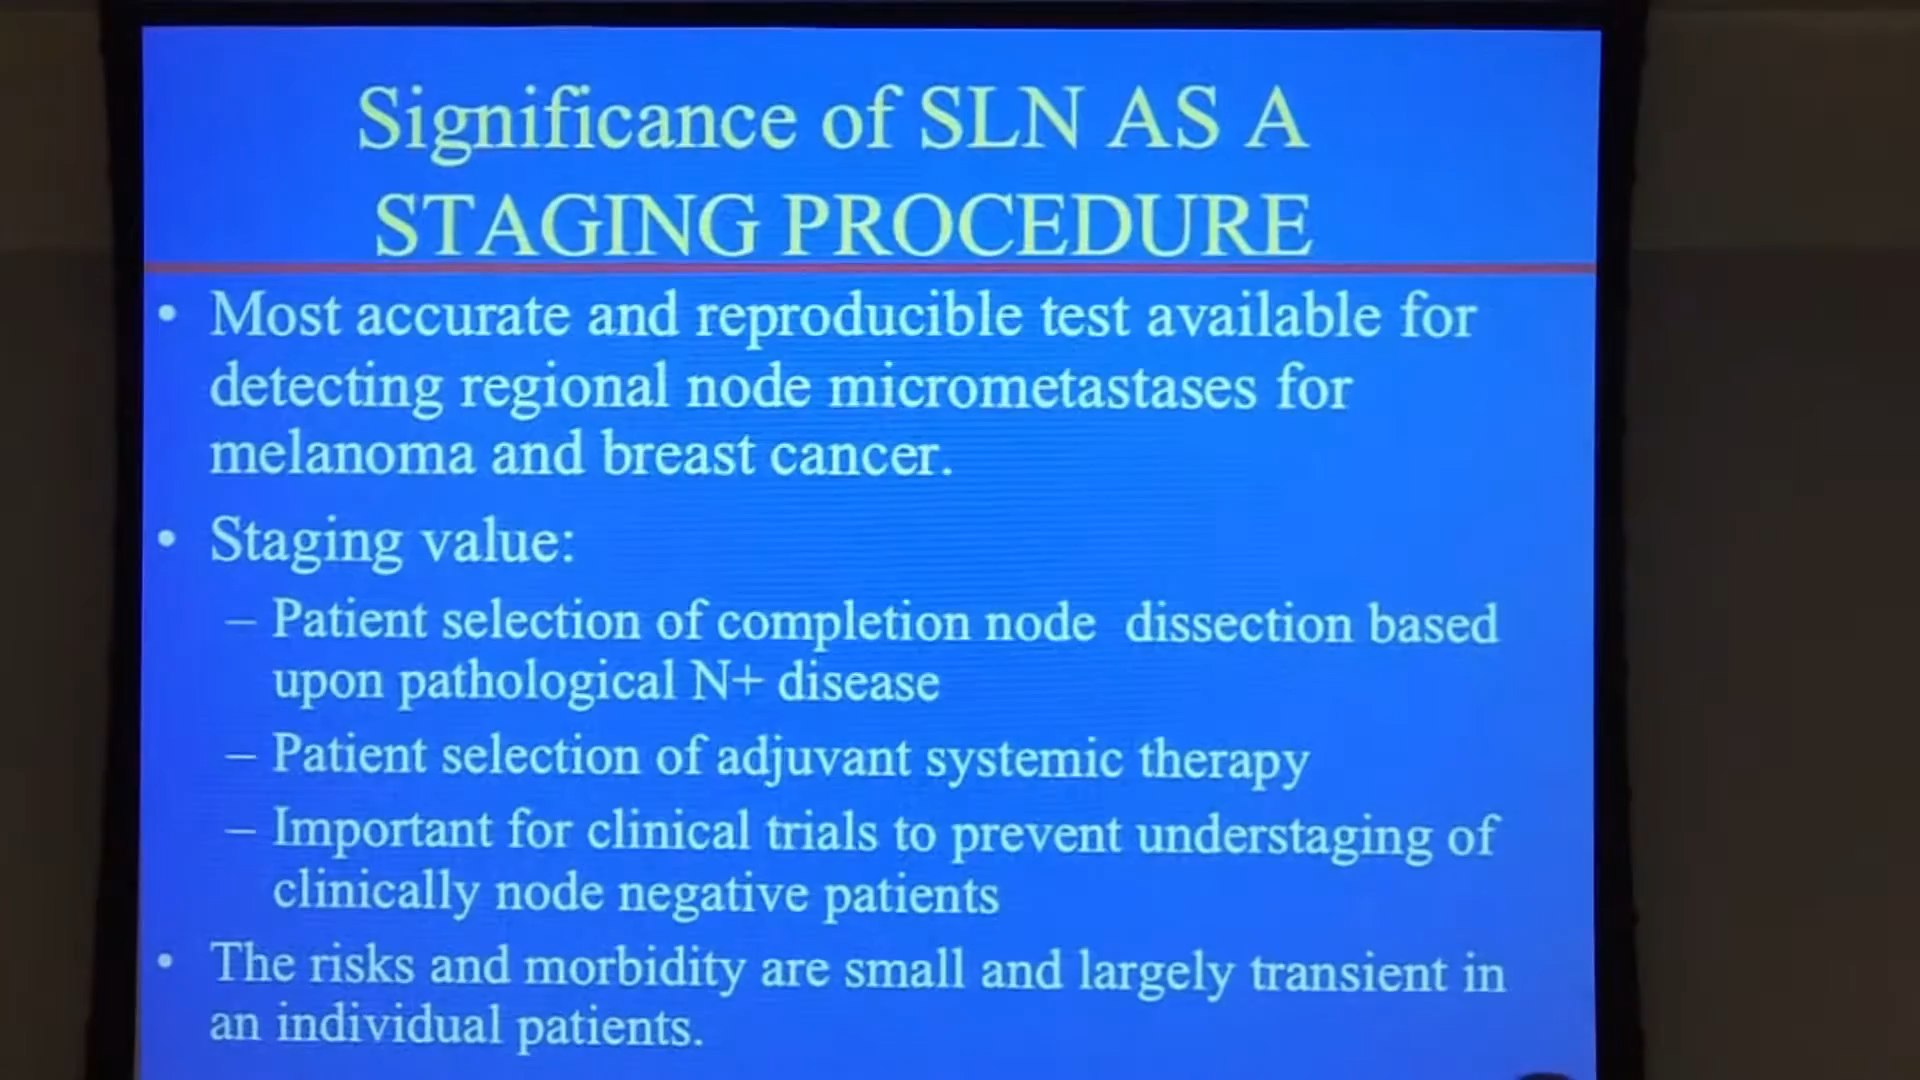 Significance of SLN AS A
STAGING PROCEDURE
• Most accurate and reproducible test available for
detecting regional node micrometastases for
melanoma and breast cancer.
• Staging value:
– Patient selection of completion node dissection based
upon pathological N+ disease
– Patient selection of adjuvant systemic therapy
– Important for clinical trials to prevent understaging of
clinically node negative patients
• The risks and morbidity are small and largely transient in
an individual patients.